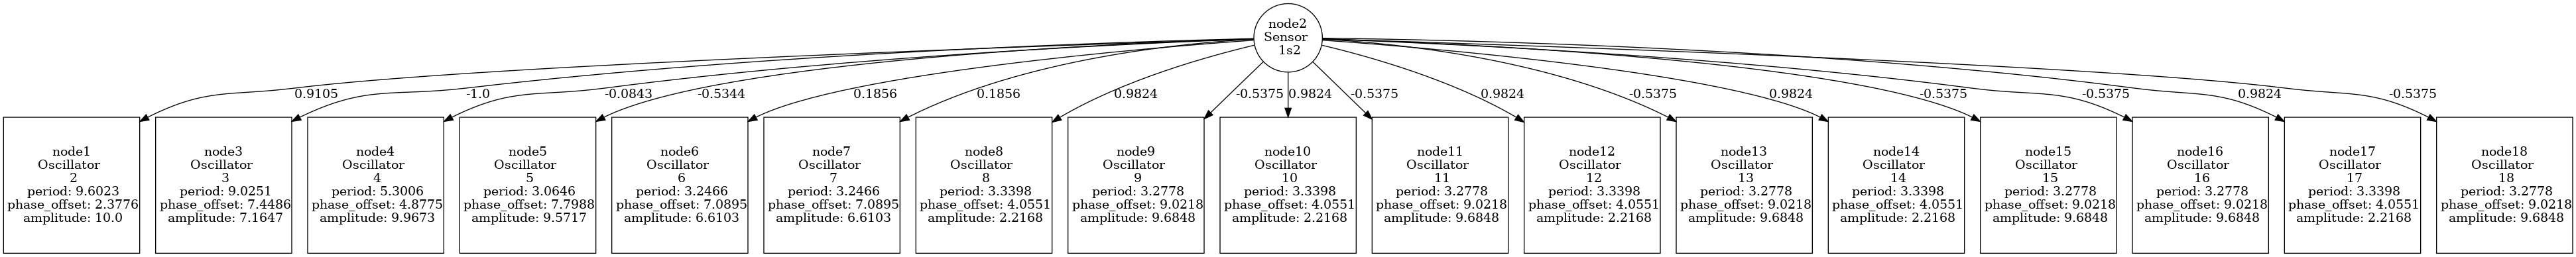 node2
Sensor
1s2
0.9105
-1.0
-0.0843
-0.5344
0.1856
0.1856
0.9824
-0.5375
0.9824
-0.5375
0.9824
-0.5375
0.9824
-0.5375
-0.5375
0.9824
-0.5375
node1
Oscillator
2
period: 9.6023
phase_offset: 2.3776
amplitude: 10.0
node3
Oscillator
3
period: 9.0251
phase_offset: 7.4486
amplitude: 7.1647
node4
Oscillator
4
period: 5.3006
phase_offset: 4.8775
amplitude: 9.9673
node5
Oscillator
5
period: 3.0646
phase_offset: 7.7988
amplitude: 9.5717
node6
Oscillator
6
period: 3.2466
phase_offset: 7.0895
amplitude: 6.6103
node7
Oscillator
7
period: 3.2466
phase_offset: 7.0895
amplitude: 6.6103
node8
Oscillator
8
period: 3.3398
phase_offset: 4.0551
amplitude: 2.2168
node9
Oscillator
9
period: 3.2778
phase_offset: 9.0218
amplitude: 9.6848
node10
Oscillator
10
period: 3.3398
phase_offset: 4.0551
amplitude: 2.2168
node11
Oscillator
11
period: 3.2778
phase_offset: 9.0218
amplitude: 9.6848
node12
Oscillator
12
period: 3.3398
phase_offset: 4.0551
amplitude: 2.2168
node13
Oscillator
13
period: 3.2778
phase_offset: 9.0218
amplitude: 9.6848
node14
Oscillator
14
period: 3.3398
phase_offset: 4.0551
amplitude: 2.2168
node15
Oscillator
15
period: 3.2778
phase_offset: 9.0218
amplitude: 9.6848
node16
Oscillator
16
period: 3.2778
phase_offset: 9.0218
amplitude: 9.6848
node17
Oscillator
17
period: 3.3398
phase_offset: 4.0551
amplitude: 2.2168
node18
Oscillator
18
period: 3.2778
phase_offset: 9.0218
amplitude: 9.6848